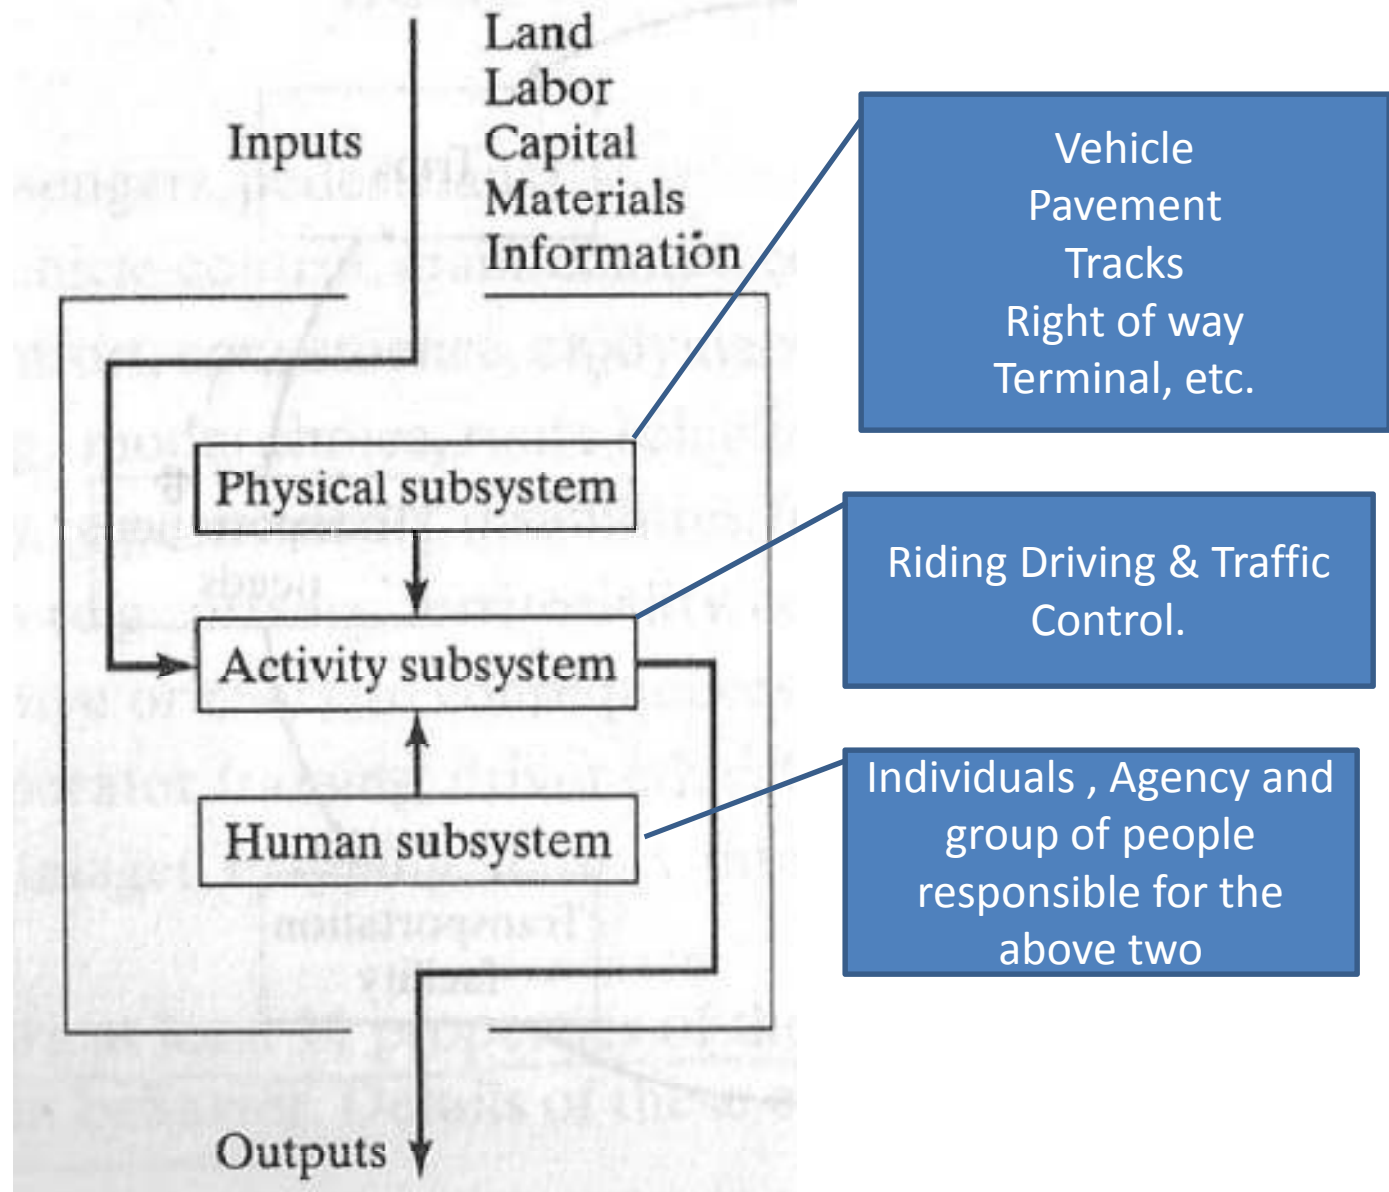 Land
Labor
Inputs
Capital
Materials
Information
Vehicle
Pavement
Tracks
Right of way
Terminal, etc.
Physical subsystem
Riding Driving & Traffic
Control.
Activity subsystem
Individuals , Agency and
group of people
responsible for the
above two
Human subsystem
Outputs